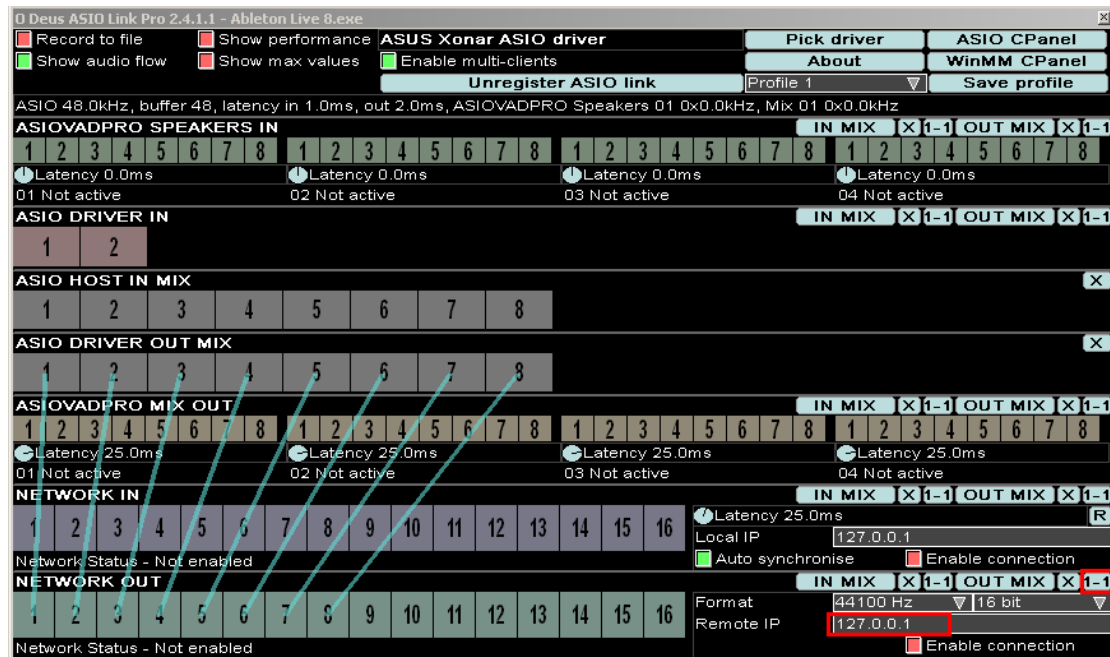 O Deus ASIO Link Pro 2.4.1.1 - Ableton Live 8.exe
Record to file Show performance ASUS Xonar ASIO driver Pick driver ASIO CPanel
Show audio flow Show max values Enable multi-clients About WinMM CPanel
Unregister ASIO link Profile 1 Save profile
ASIO 48.0kHz, buffer 48, latency in 1.0ms, out 2.0ms, ASIOVADPRO Speakers 01 0x0.0kHz, Mix 01 0x0.0kHz
ASIOVADPRO SPEAKERS IN IN MIX X 1-1 OUT MIX X 1-1
1 2 3 4 5 6 7 8 1 2 3 4 5 6 7 8 1 2 3 4 5 6 7 8 1 2 3 4 5 6 7 8
Latency 0.0ms Latency 0.0ms Latency 0.0ms Latency 0.0ms
01 Not active 02 Not active 03 Not active 04 Not active
ASIO DRIVER IN IN MIX X 1-1 OUT MIX X 1-1
1 2
ASIO HOST IN MIX X
1 2 3 4 5 6 7 8
ASIO DRIVER OUT MIX X
1 2 3 4 5 6 7 8
ASIOVADPRO MIX OUT IN MIX X 1-1 OUT MIX X 1-1
1 2 3 4 5 6 7 8 1 2 3 4 5 6 7 8 1 2 3 4 5 6 7 8 1 2 3 4 5 6 7 8
Latency 25.0ms Latency 25.0ms Latency 25.0ms Latency 25.0ms
01 Not active 02 Not active 03 Not active 04 Not active
NETWORK IN IN MIX X 1-1 OUT MIX X 1-1
1 2 3 4 5 6 7 8 9 10 11 12 13 14 15 16 Latency 25.0ms R
Local IP 127.0.0.1
Network Status - Not enabled Auto synchronise Enable connection
NETWORK OUT IN MIX X 1-1 OUT MIX X 1-1
1 2 3 4 5 6 7 8 9 10 11 12 13 14 15 16 Format 44100 Hz 16 bit
Remote IP 127.0.0.1
Network Status - Not enabled Enable connection